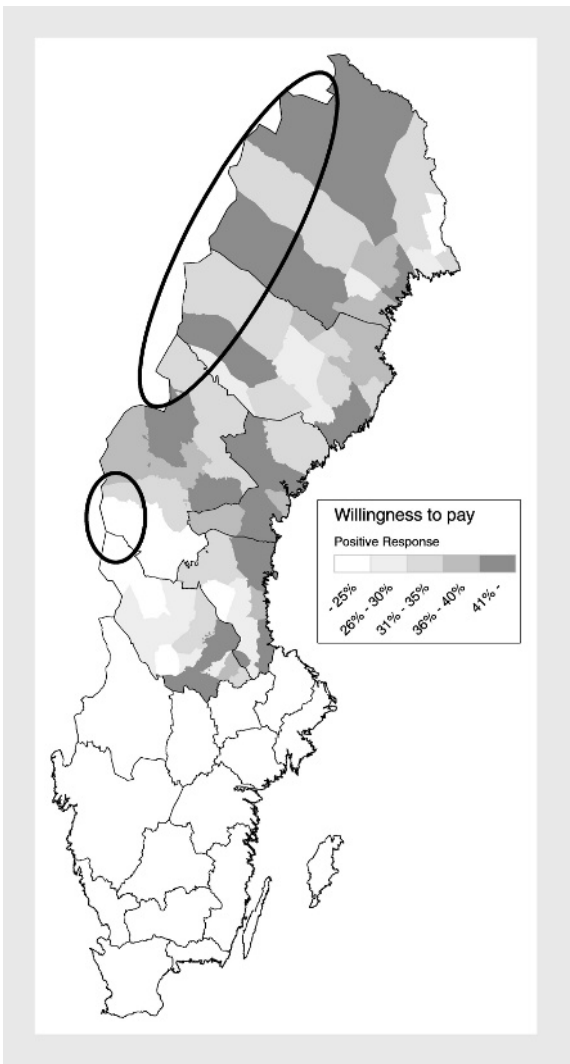 Willingness to pay
Positive Response
- 25%
26% - 30%
31% - 35%
36% - 40%
41% -